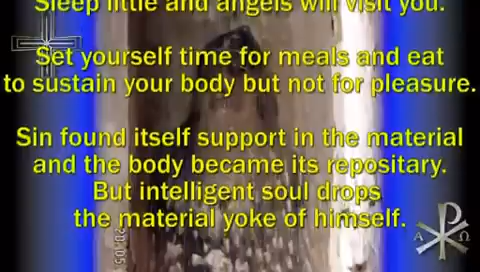 Sleep little and angels will visit you.
Set yourself time for meals and eat
to sustain your body but not for pleasure.
Sin found itself support in the material
and the body became its repositary.
But intelligent soul drops
the material yoke of himself.
Α Ω